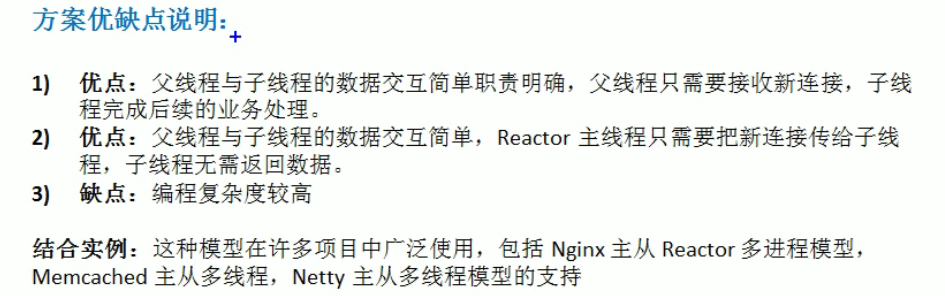 方案优缺点说明：
1) 优点：父线程与子线程的数据交互简单职责明确，父线程只需要接收新连接，子线
程完成后续的业务处理。
2) 优点：父线程与子线程的数据交互简单，Reactor 主线程只需要把新连接传给子线
程，子线程无需返回数据。
3) 缺点：编程复杂度较高
结合实例：这种模型在许多项目中广泛使用，包括 Nginx 主从 Reactor 多进程模型，
Memcached 主从多线程，Netty 主从多线程模型的支持